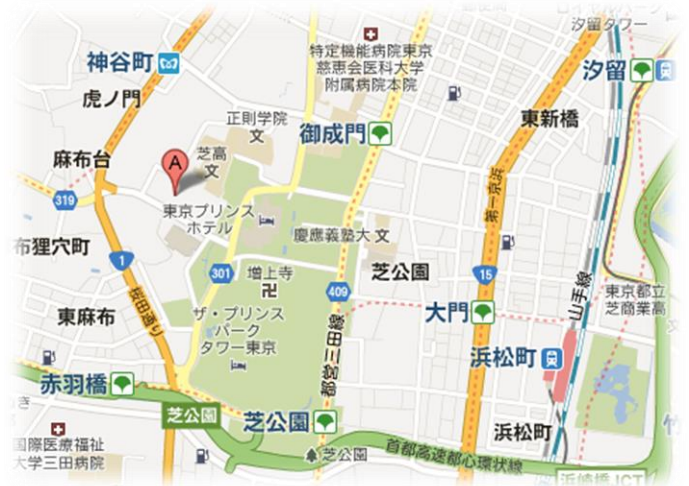 汐留タワー
神谷町
特定機能病院東京
慈恵会医科大学
附属病院本院
汐留
虎ノ門
正則学院
文
御成門
東新橋
麻布台
A
芝高
文
319
東京プリンス
ホテル
第一京浜
慶應義塾大 文
布狸穴町
1
301
増上寺
卍
芝公園
15
409
山手線
東京都立
芝商業高
桜田通り
東麻布
ザ・プリンス
パーク
タワー東京
大門
都営三田線
浜松町
赤羽橋
芝公園
芝公園
浜松町
国際医療福祉
大学三田病院
芝公園
首都高速都心環状線
浜崎橋JCT
竹